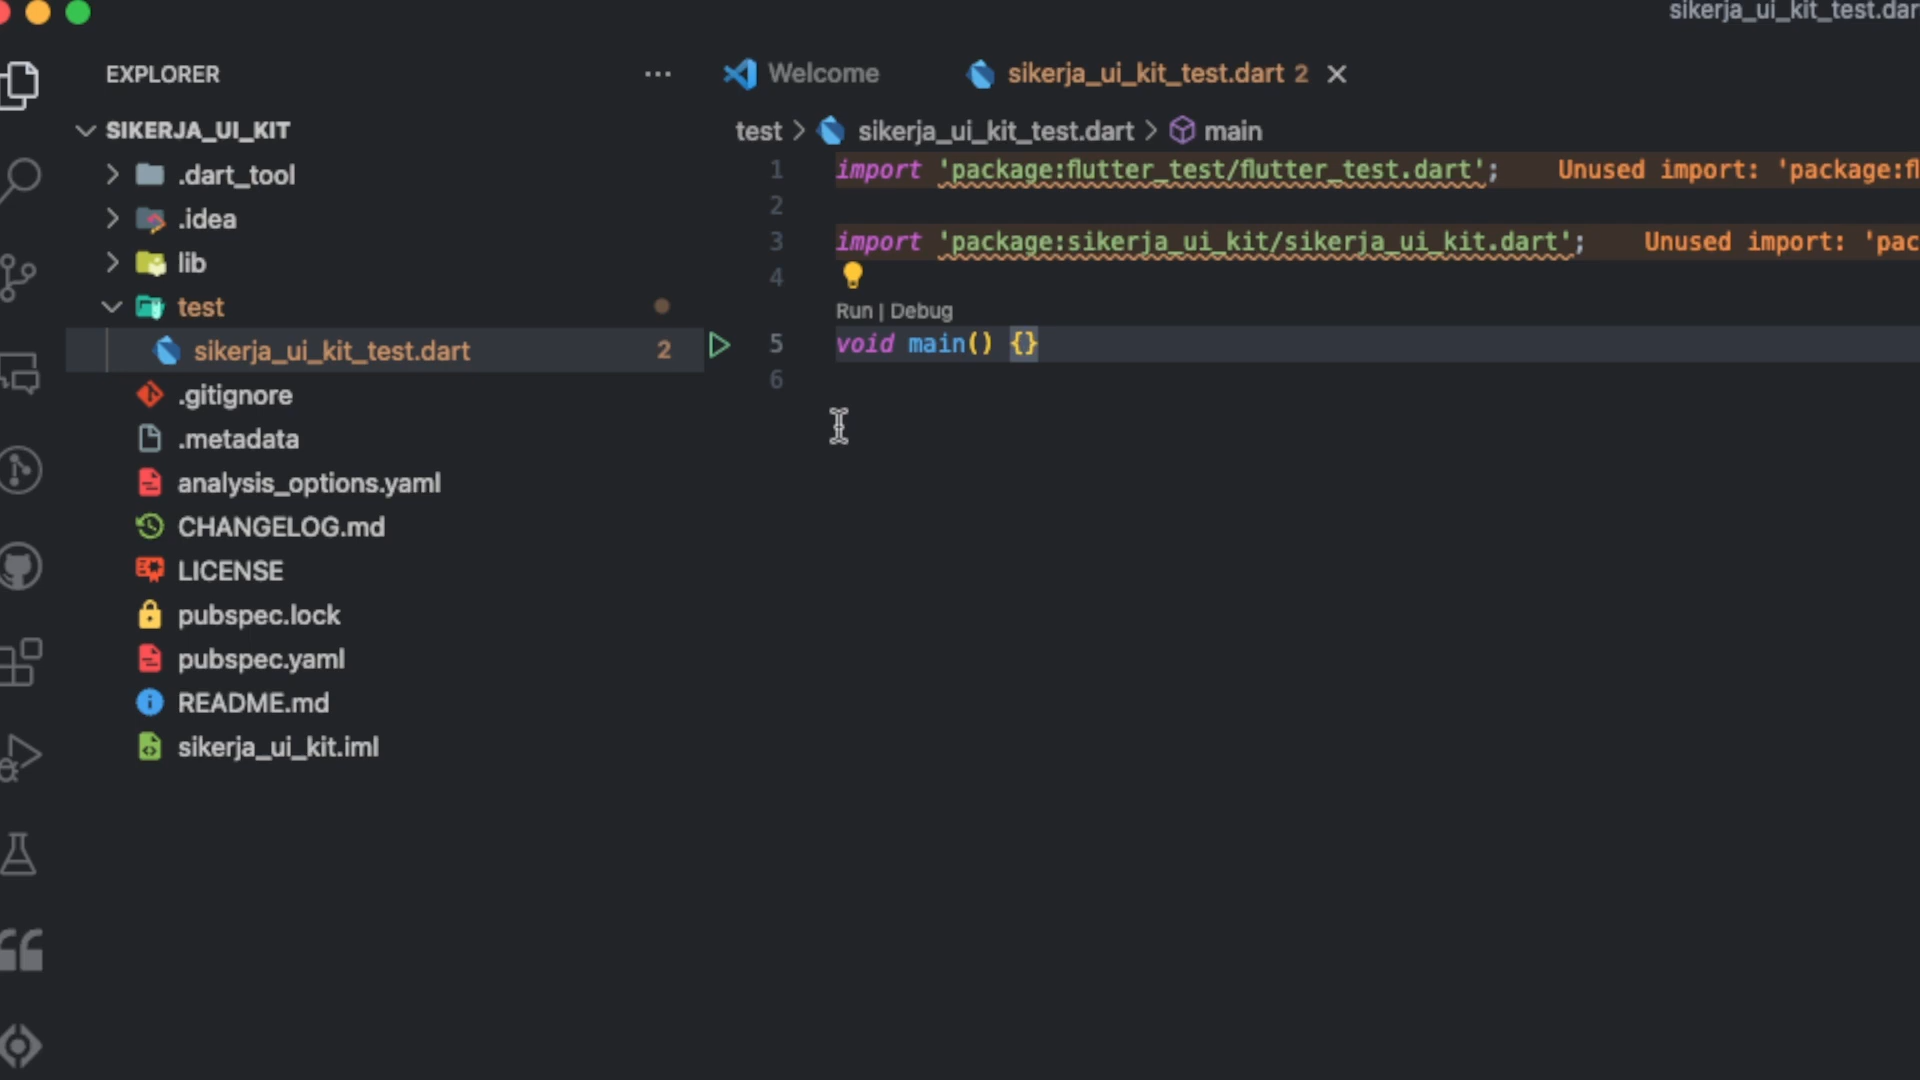 sikerja_ui_kit_test.dar
EXPLORER
SIKERJA_UI_KIT
.dart_tool
.idea
lib
test
sikerja_ui_kit_test.dart 2
.gitignore
.metadata
analysis_options.yaml
CHANGELOG.md
LICENSE
pubspec.lock
pubspec.yaml
README.md
sikerja_ui_kit.iml
Welcome
sikerja_ui_kit_test.dart 2
test > sikerja_ui_kit_test.dart > main
1 import 'package:flutter_test/flutter_test.dart'; Unused import: 'package:fl
2
3 import 'package:sikerja_ui_kit/sikerja_ui_kit.dart'; Unused import: 'pac
4
Run | Debug
5 void main() {}
6